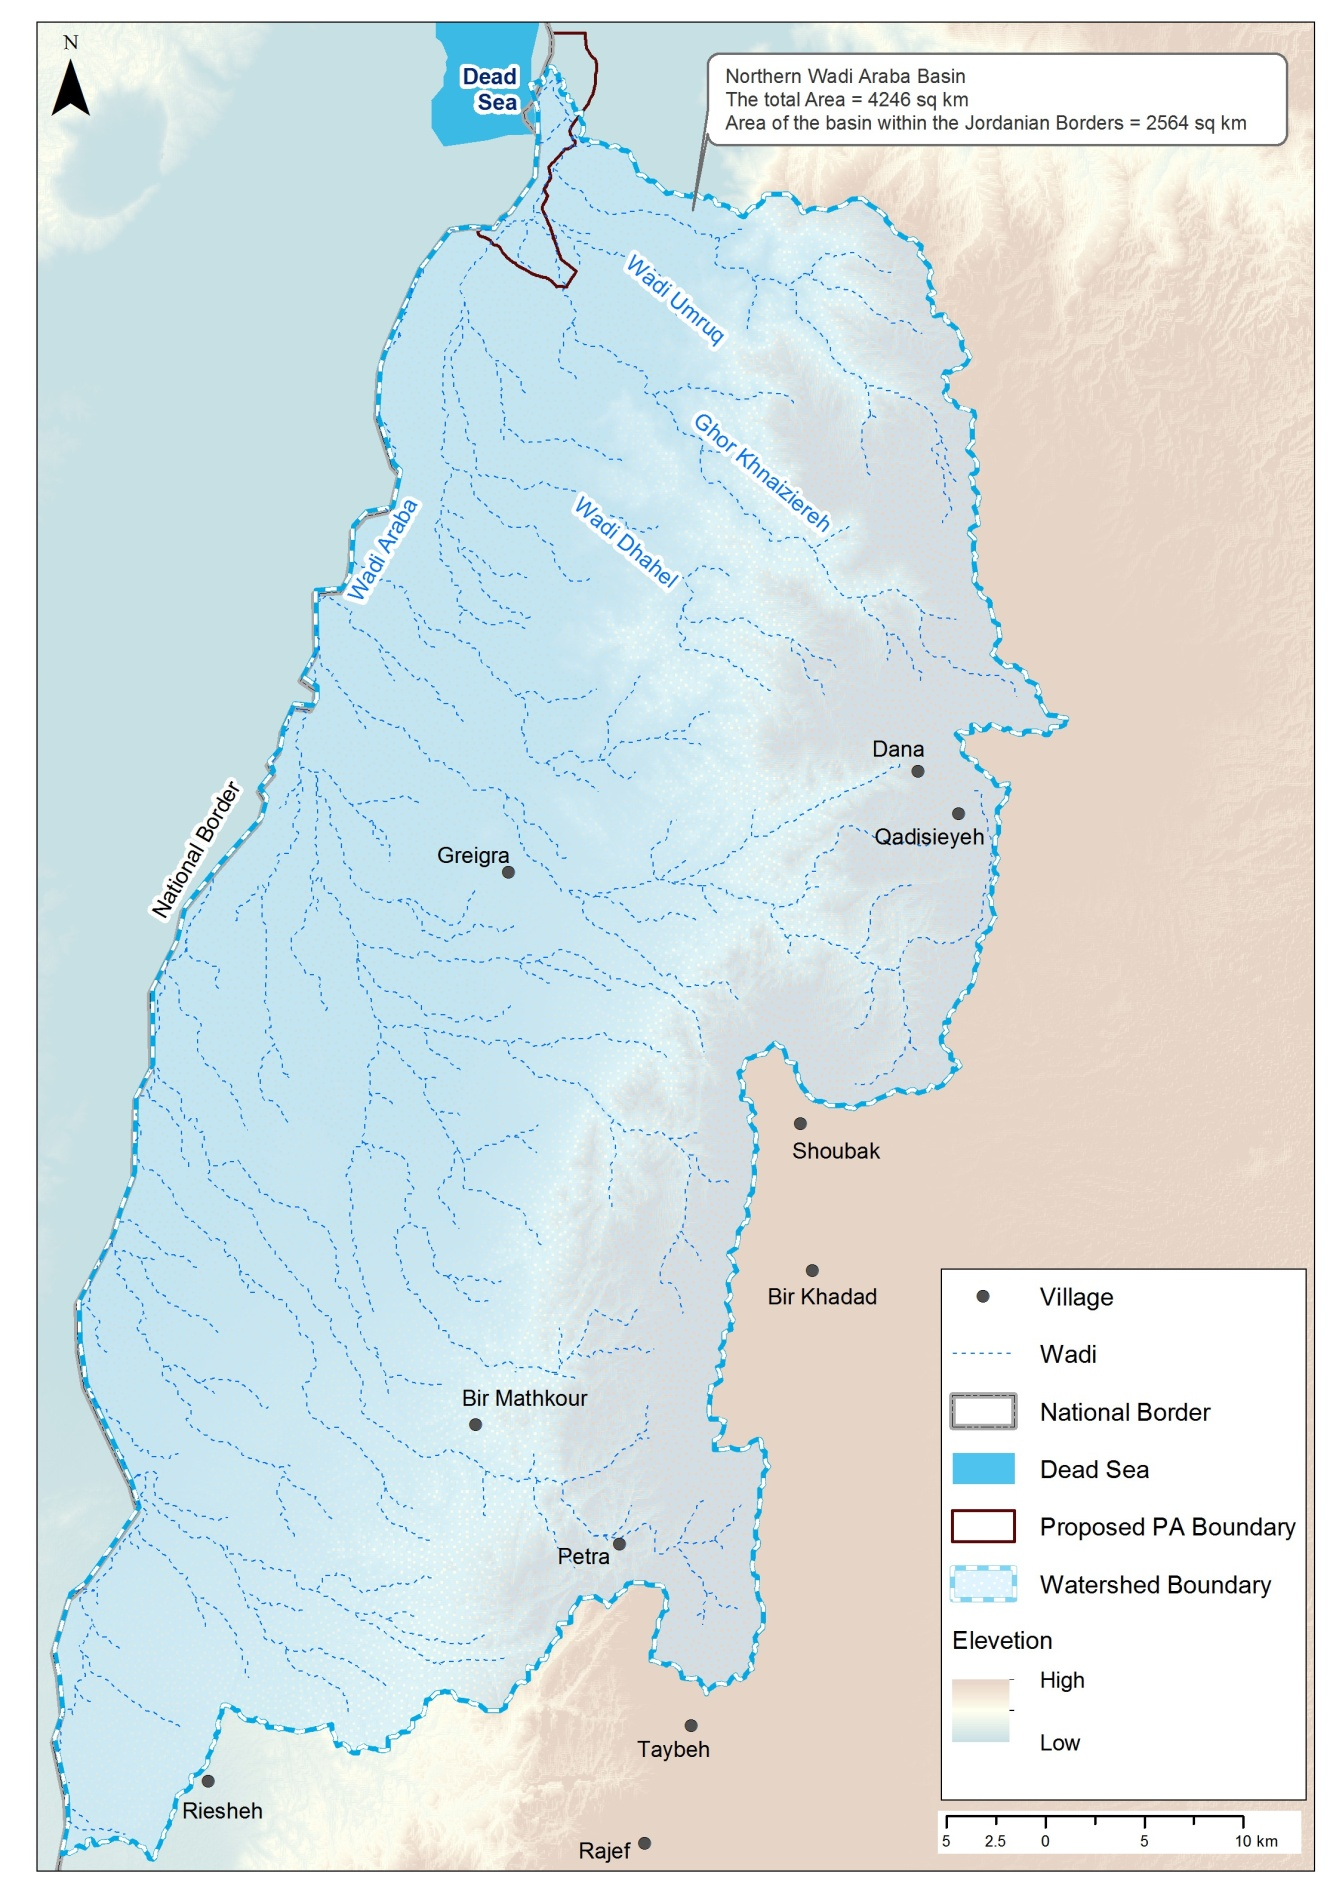 N
Dead
Sea
Northern Wadi Araba Basin
The total Area = 4246 sq km
Area of the basin within the Jordanian Borders = 2564 sq km
Wadi Umruq
Ghor Khnaiziereh
Wadi Dhahel
Wadi Araba
Dana
National Border
Qadisieyeh
Greigra
Shoubak
Bir Khadad
Bir Mathkour
Petra
Taybeh
Riesheh
Rajef
Village
Wadi
National Border
Dead Sea
Proposed PA Boundary
Watershed Boundary
Elevetion
High
Low
5 2.5 0 5 10 km